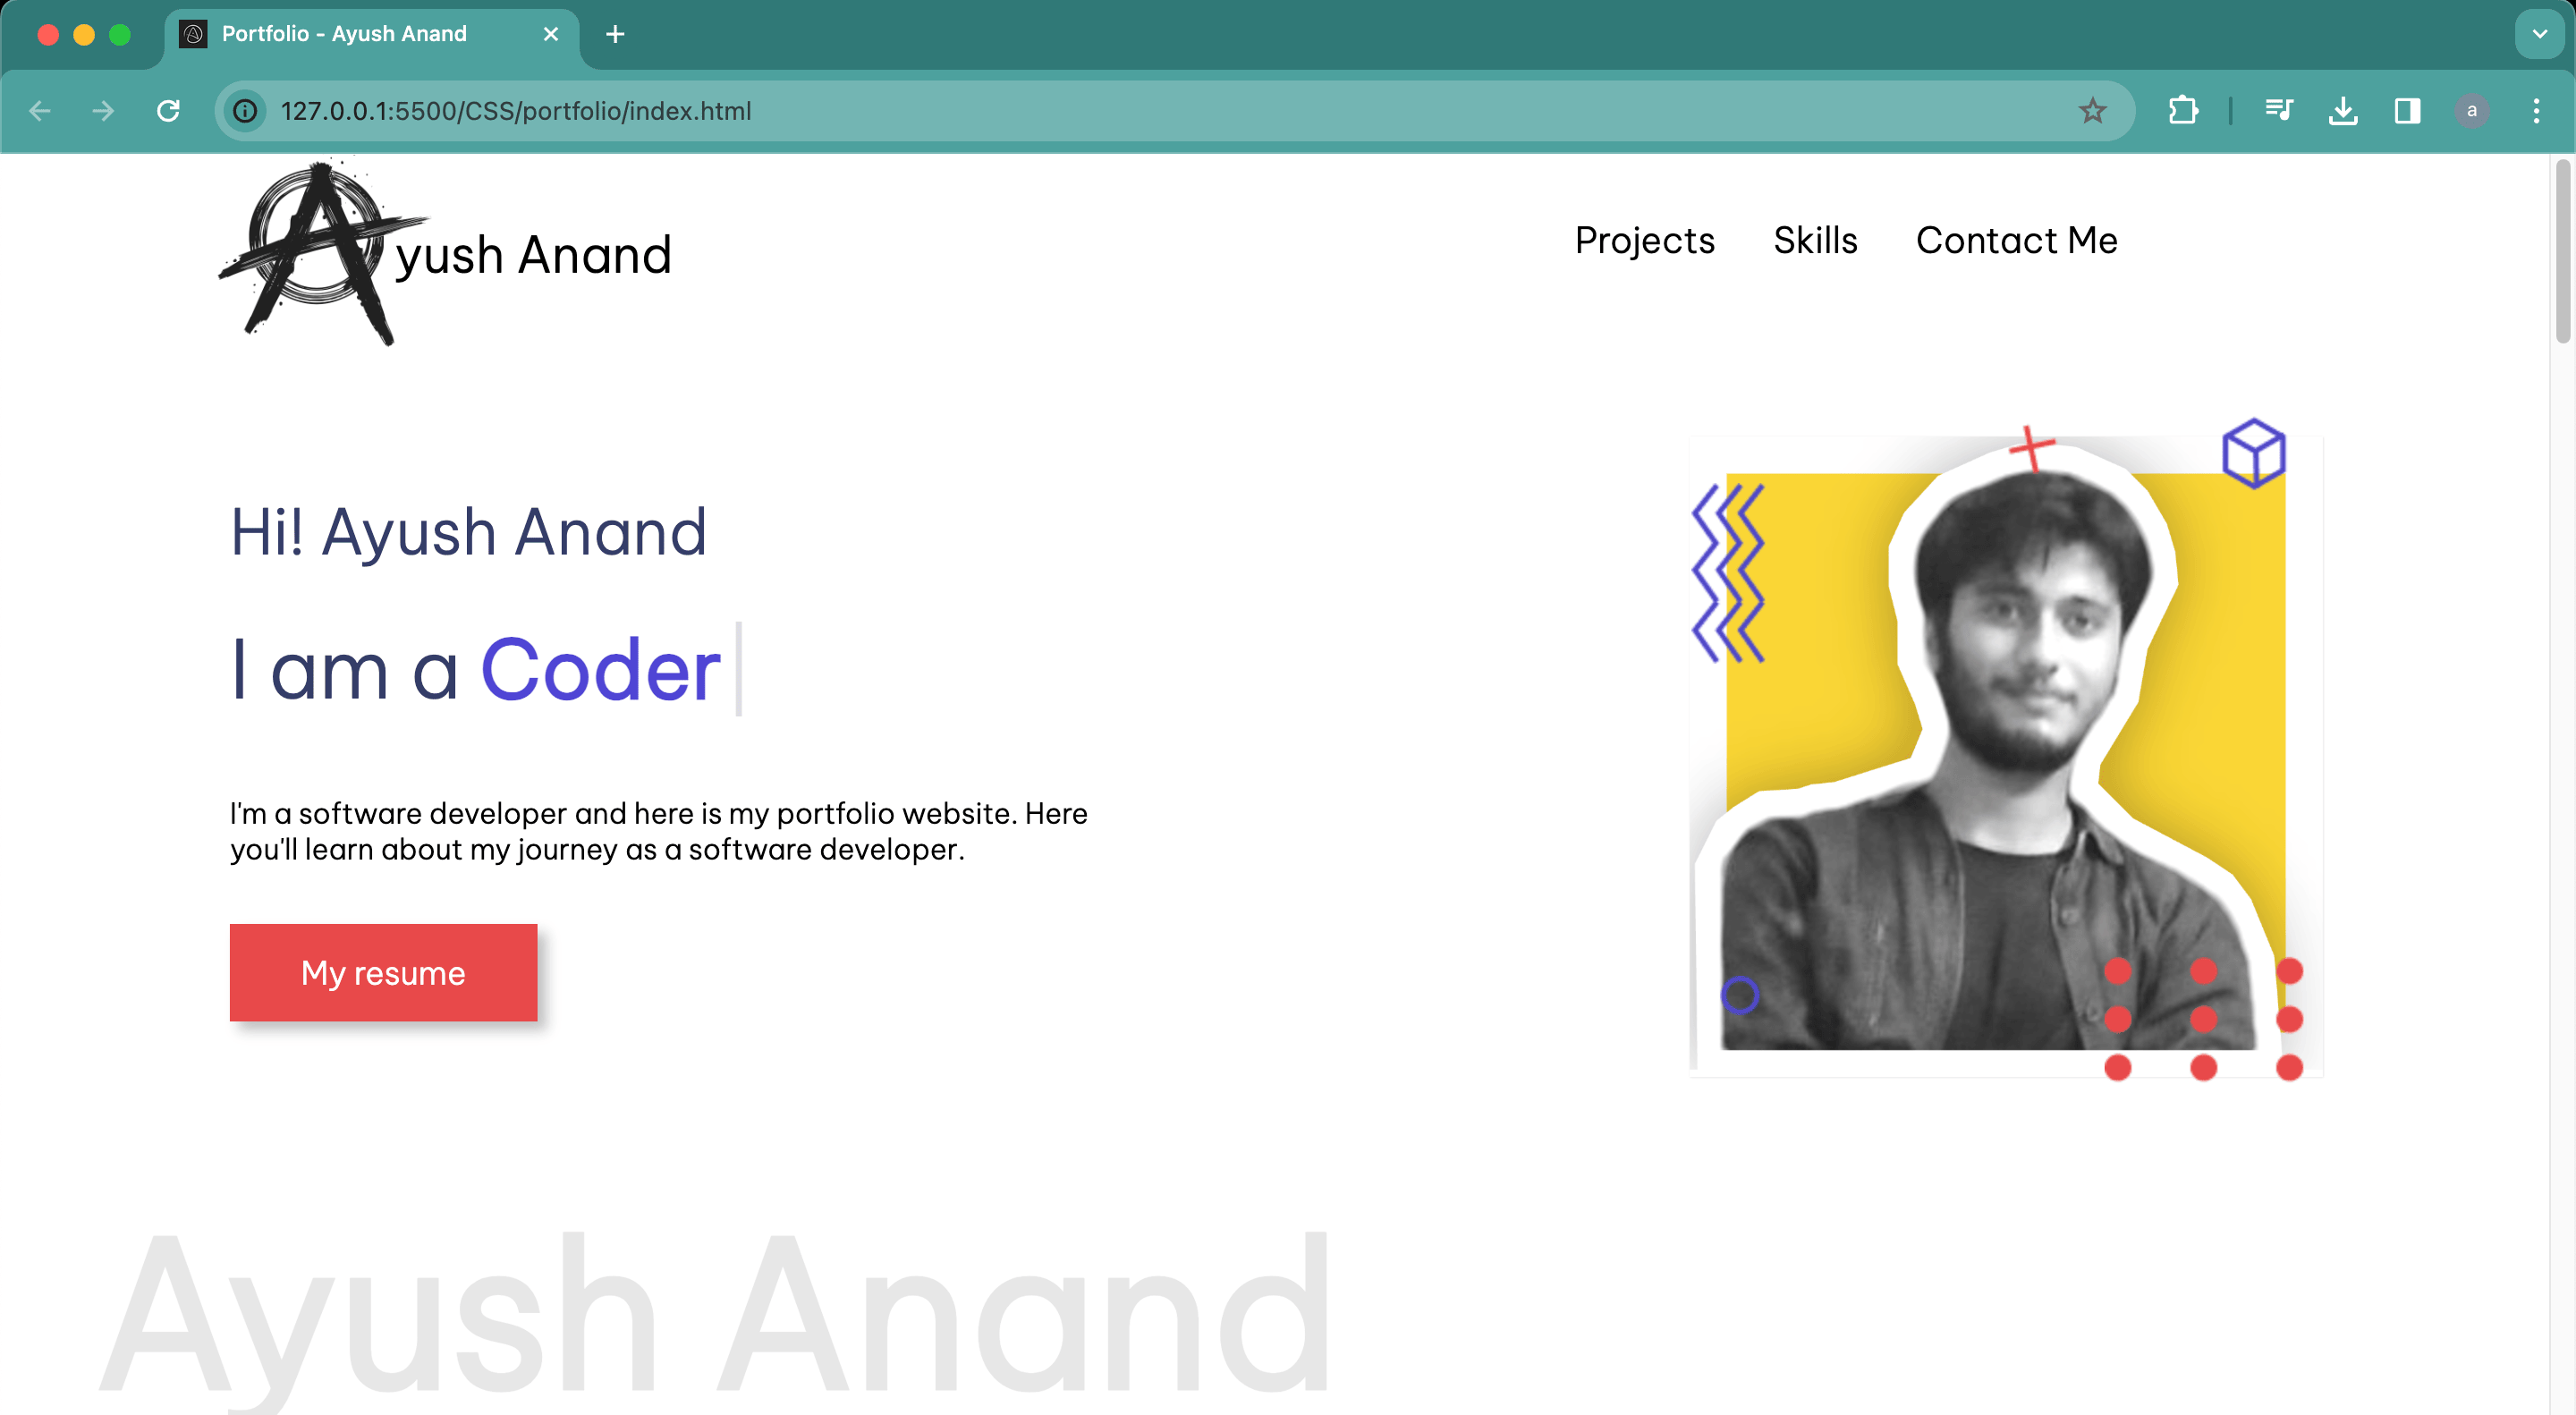 Portfolio - Ayush Anand
127.0.0.1:5500/CSS/portfolio/index.html
a
Ayush Anand
Projects Skills Contact Me
Hi! Ayush Anand
I am a Coder
I'm a software developer and here is my portfolio website. Here
you'll learn about my journey as a software developer.
My resume
Ayush Anand